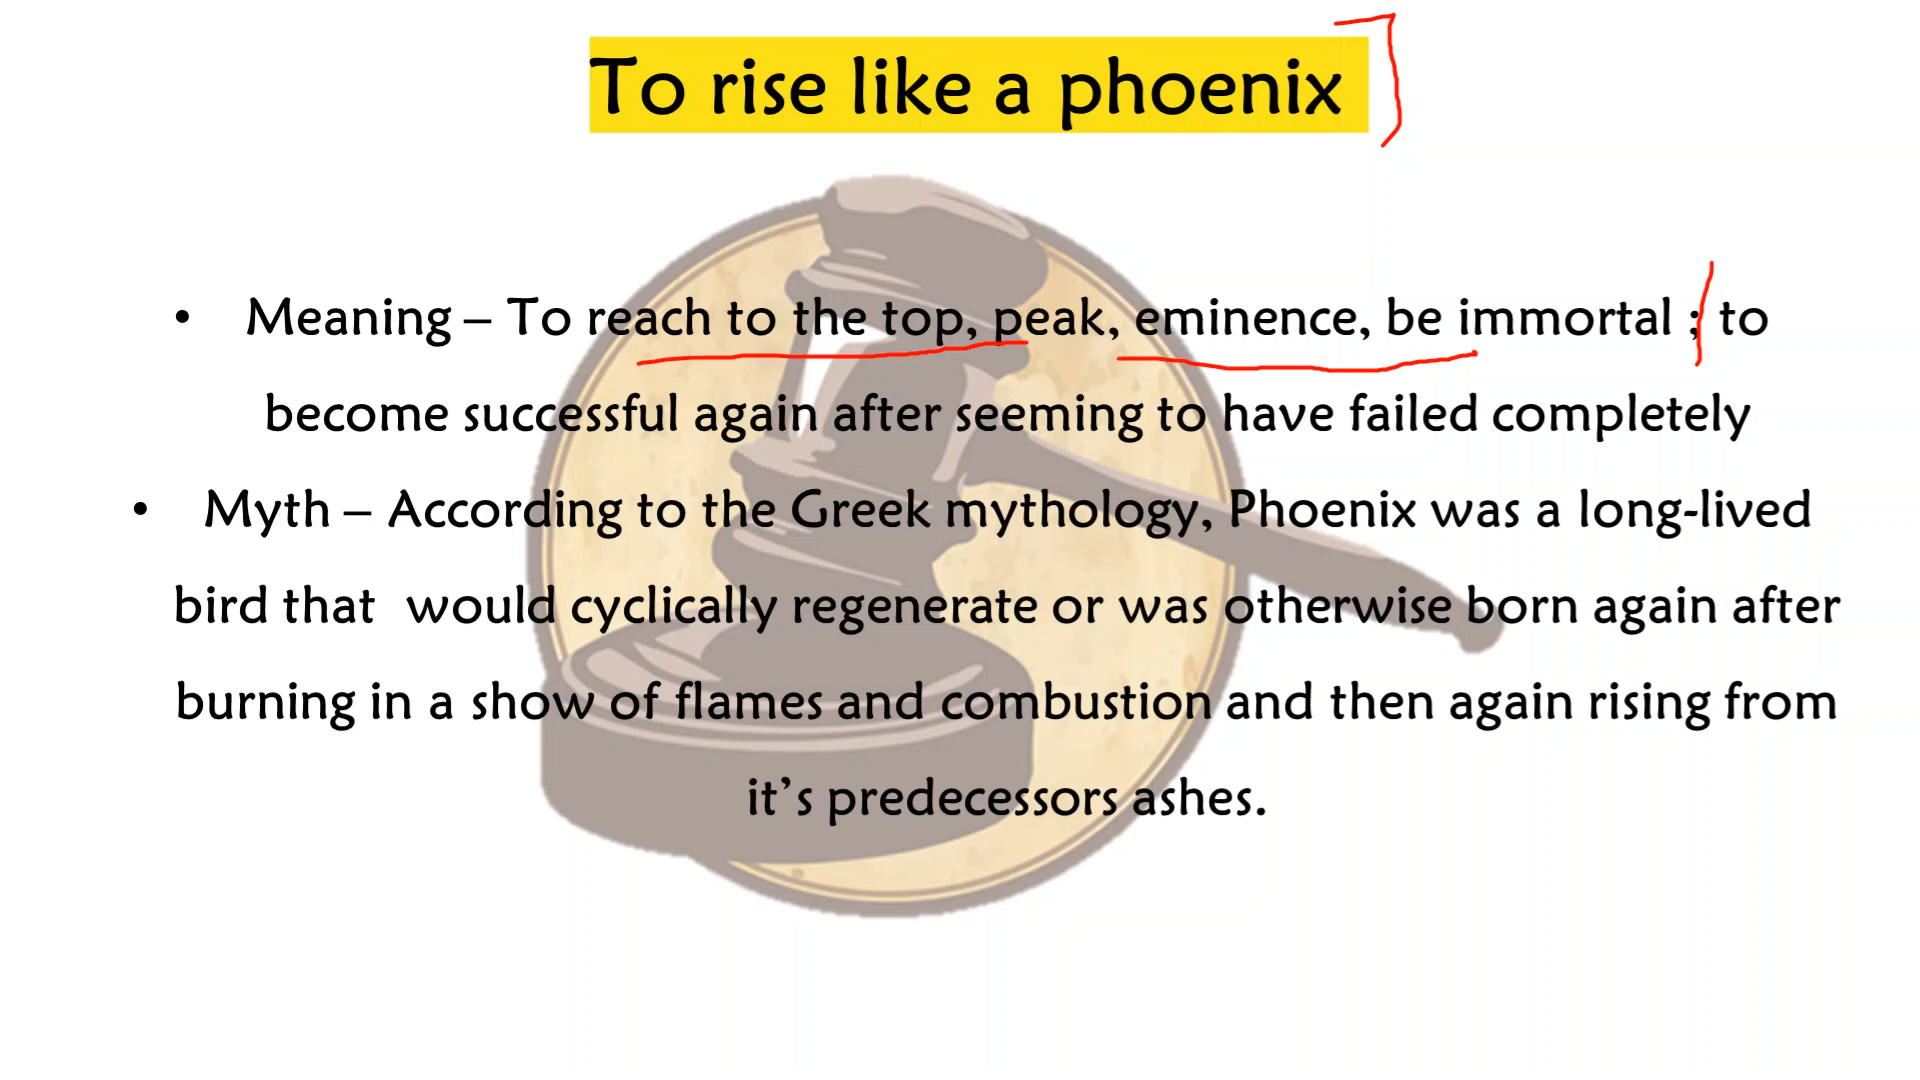 To rise like a phoenix
• Meaning – To reach to the top, peak, eminence, be immortal ; to
become successful again after seeming to have failed completely
• Myth – According to the Greek mythology, Phoenix was a long-lived
bird that would cyclically regenerate or was otherwise born again after
burning in a show of flames and combustion and then again rising from
it’s predecessors ashes.